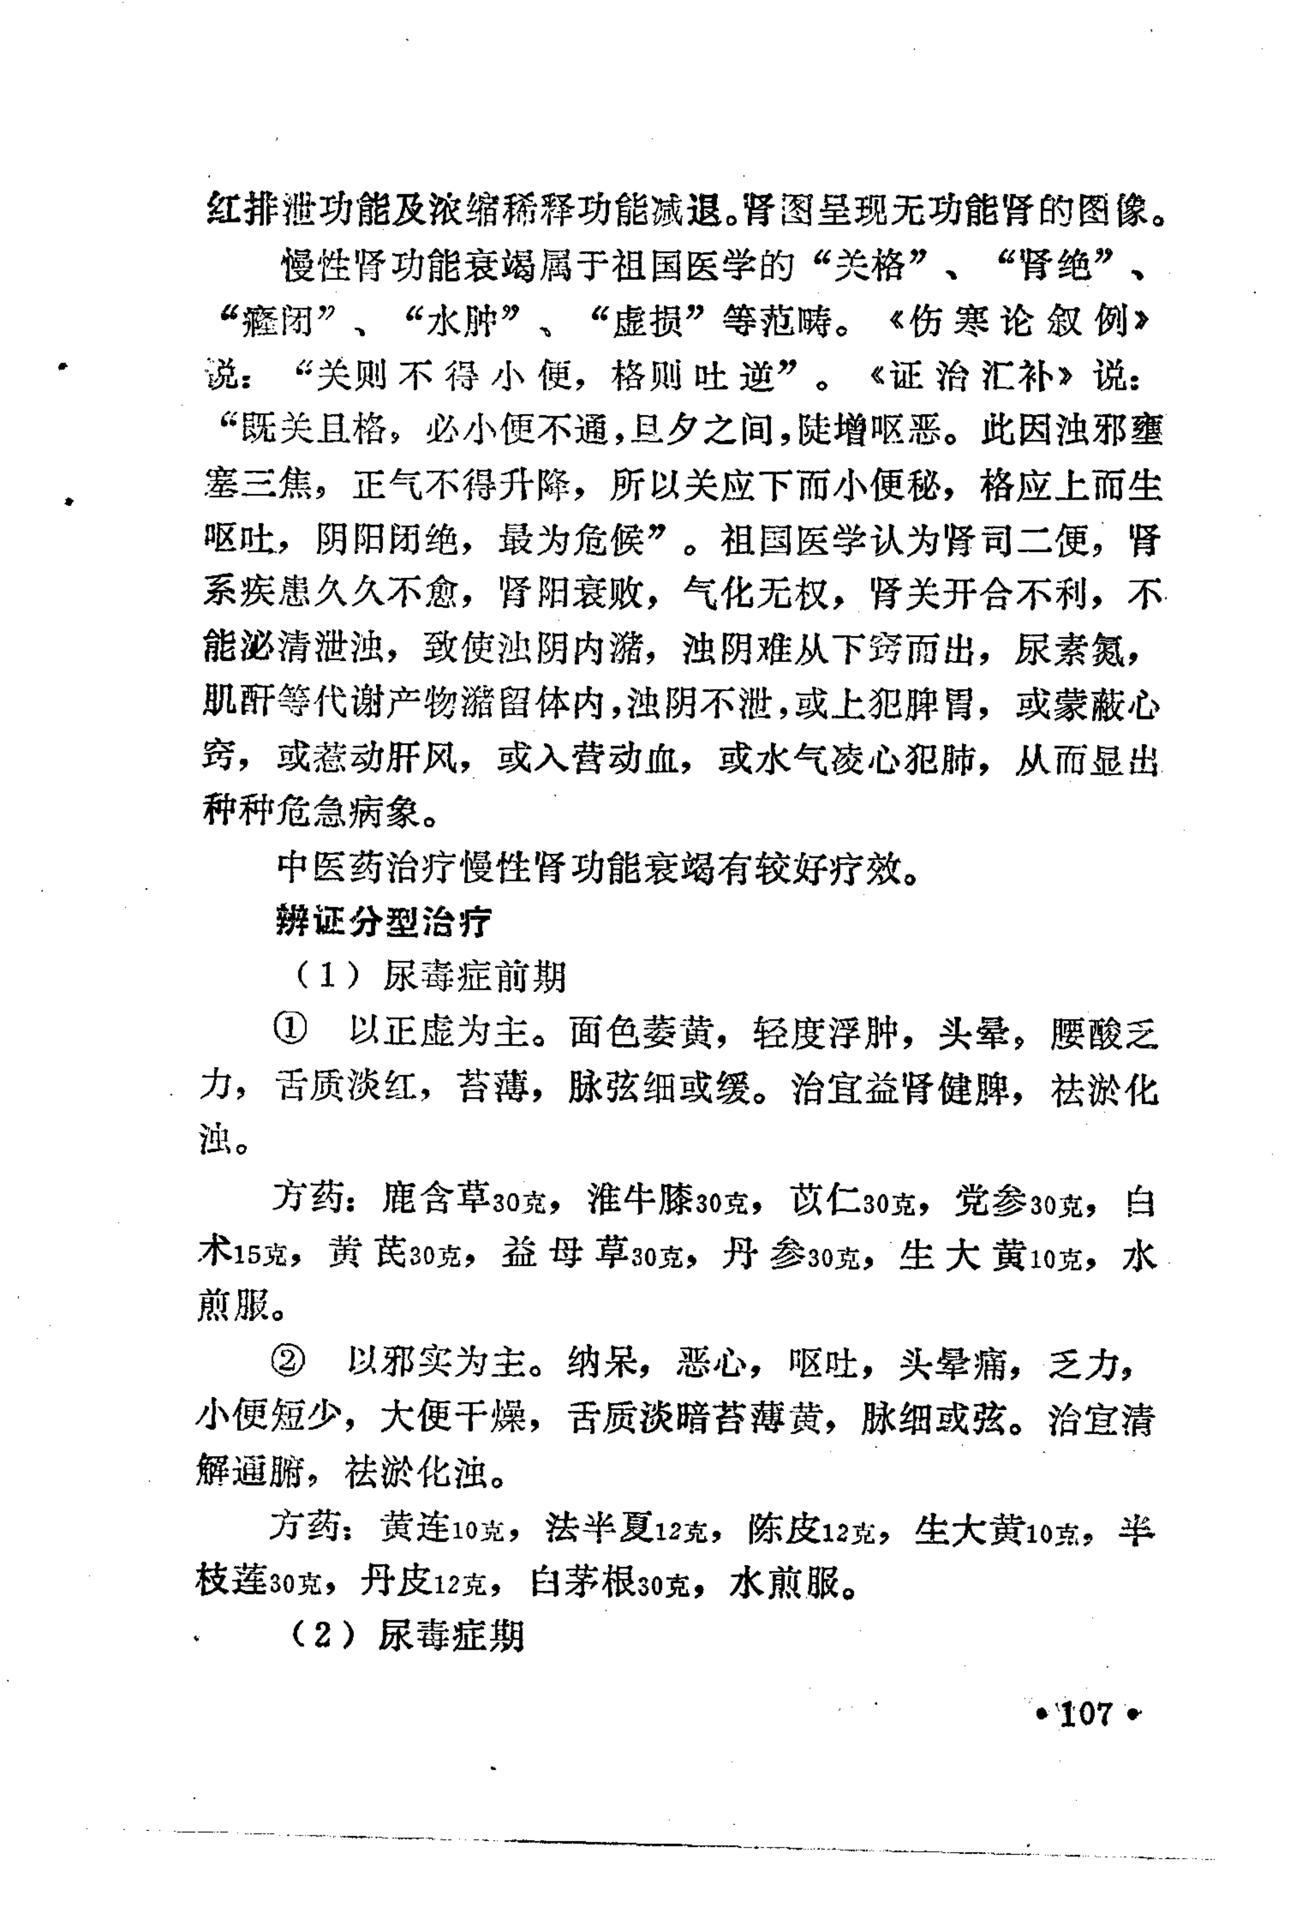 红排泄功能及浓缩稀释功能减退。肾图呈现无功能肾的图像。
慢性肾功能衰竭属于祖国医学的“关格”、“肾绝”、
“癃闭”、“水肿”、“虚损”等范畴。《伤寒论叙例》
说：“关则不得小便，格则吐逆”。《证治汇补》说：
“既关且格，必小便不通，旦夕之间，陡增呕恶。此因浊邪壅
塞三焦，正气不得升降，所以关应下而小便秘，格应上而生
呕吐，阴阳闭绝，最为危候”。祖国医学认为肾司二便，肾
系疾患久久不愈，肾阳衰败，气化无权，肾关开合不利，不
能泌清泄浊，致使浊阴内潴，浊阴难从下窍而出，尿素氮，
肌酐等代谢产物潴留体内，浊阴不泄，或上犯脾胃，或蒙蔽心
窍，或惹动肝风，或入营动血，或水气凌心犯肺，从而显出
种种危急病象。
中医药治疗慢性肾功能衰竭有较好疗效。
辨证分型治疗
（1）尿毒症前期
① 以正虚为主。面色萎黄，轻度浮肿，头晕，腰酸乏
力，舌质淡红，苔薄，脉弦细或缓。治宜益肾健脾，祛淤化
浊。
方药：鹿含草30克，淮牛膝30克，苡仁30克，党参30克，白
术15克，黄芪30克，益母草30克，丹参30克，生大黄10克，水
煎服。
② 以邪实为主。纳呆，恶心，呕吐，头晕痛，乏力，
小便短少，大便干燥，舌质淡暗苔薄黄，脉细或弦。治宜清
解通腑，祛淤化浊。
方药：黄连10克，法半夏12克，陈皮12克，生大黄10克，半
枝莲30克，丹皮12克，白茅根30克，水煎服。
（2）尿毒症期
•107•